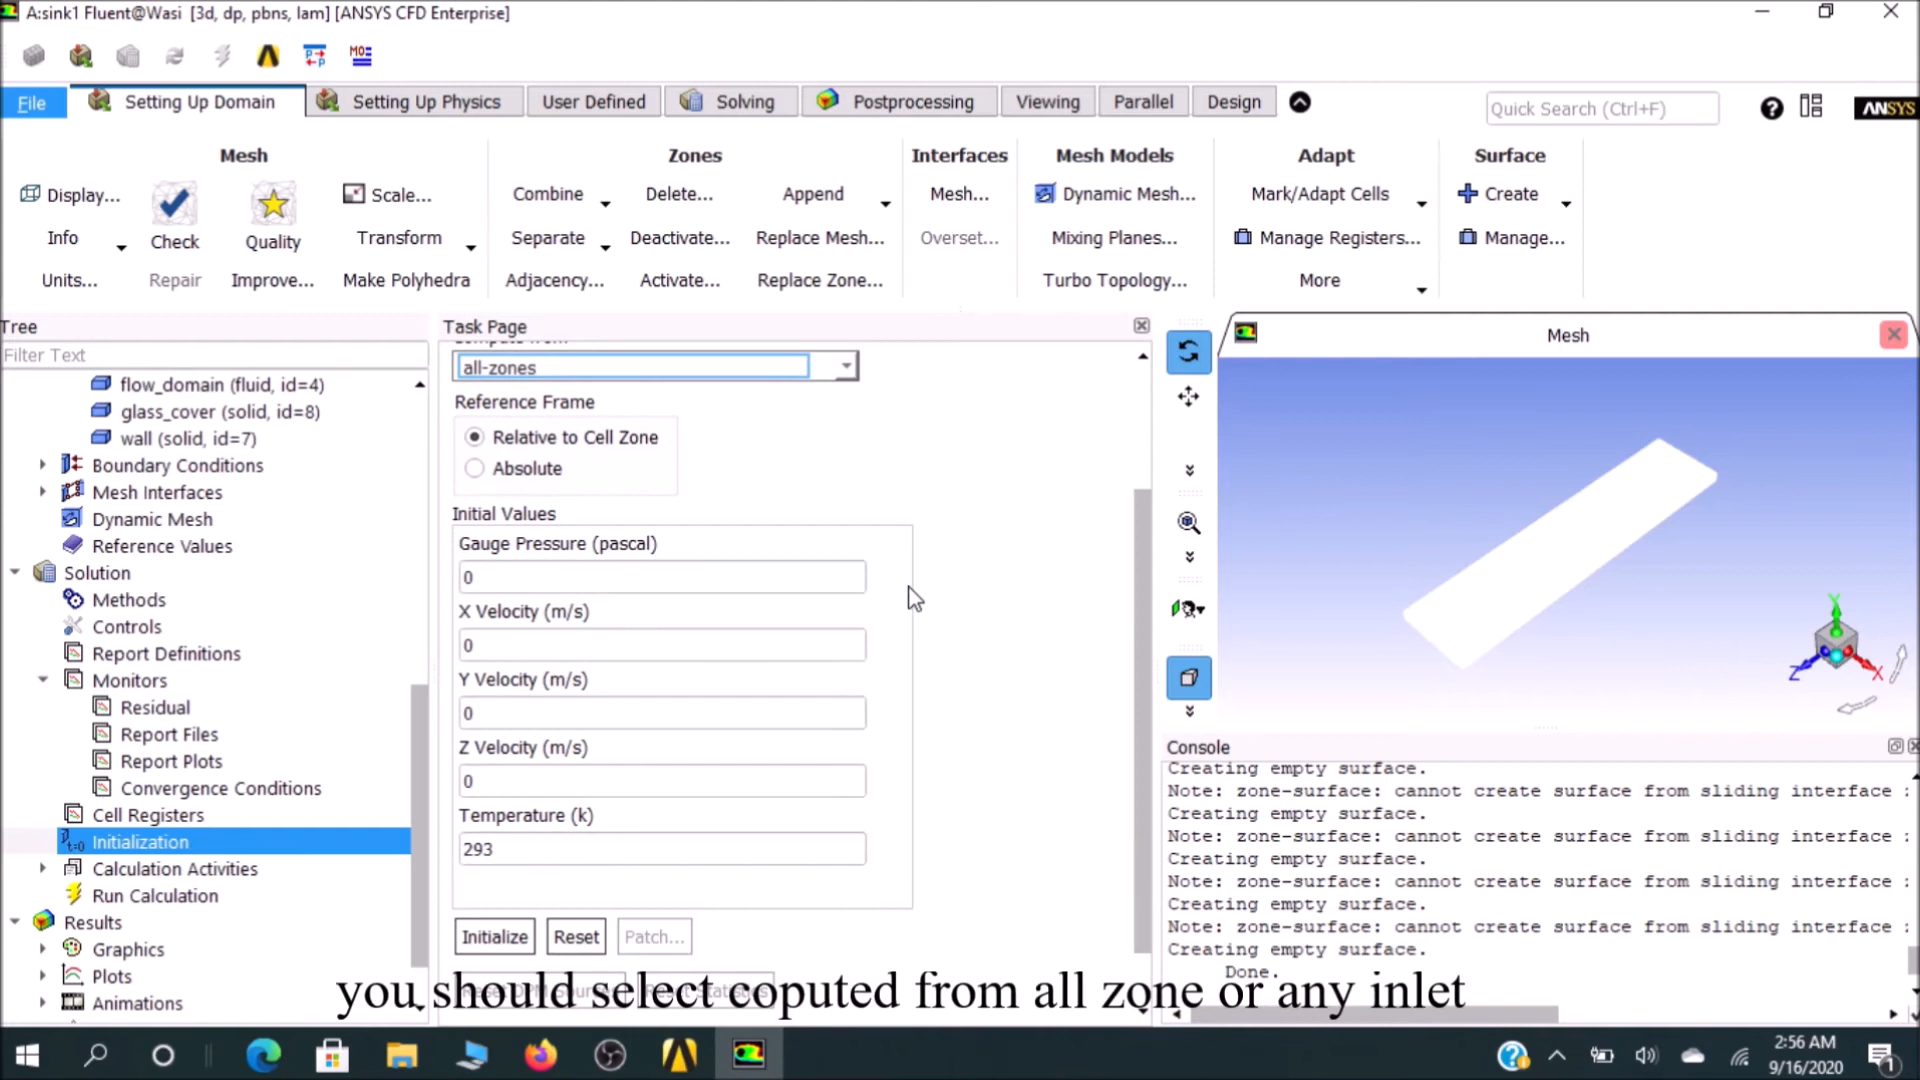 A:sink1 Fluent@Wasi [3d, dp, pbns, lam] [ANSYS CFD Enterprise]
File
Setting Up Domain
Setting Up Physics
User Defined
Solving
Postprocessing
Viewing
Parallel
Design
Quick Search (Ctrl+F)
ANSYS
Mesh
Zones
Interfaces
Mesh Models
Adapt
Surface
Display...
Scale...
Combine
Delete...
Append
Mesh...
Dynamic Mesh...
Mark/Adapt Cells
Create
Info
Check
Quality
Transform
Separate
Deactivate...
Replace Mesh...
Overset...
Mixing Planes...
Manage Registers...
Manage...
Units...
Repair
Improve...
Make Polyhedra
Adjacency...
Activate...
Replace Zone...
Turbo Topology...
More
Tree
Filter Text
flow_domain (fluid, id=4)
glass_cover (solid, id=8)
wall (solid, id=7)
Boundary Conditions
Mesh Interfaces
Dynamic Mesh
Reference Values
Solution
Methods
Controls
Report Definitions
Monitors
Residual
Report Files
Report Plots
Convergence Conditions
Cell Registers
Initialization
Calculation Activities
Run Calculation
Results
Graphics
Plots
Animations
Task Page
all-zones
Reference Frame
Relative to Cell Zone
Absolute
Initial Values
Gauge Pressure (pascal)
0
X Velocity (m/s)
0
Y Velocity (m/s)
0
Z Velocity (m/s)
0
Temperature (k)
293
Initialize
Reset
Patch...
Mesh
Y
Z
X
Console
Creating empty surface.
Note: zone-surface: cannot create surface from sliding interface
Creating empty surface.
Note: zone-surface: cannot create surface from sliding interface
Creating empty surface.
Note: zone-surface: cannot create surface from sliding interface
Creating empty surface.
Note: zone-surface: cannot create surface from sliding interface
Creating empty surface.
Done.
you should select coputed from all zone or any inlet
2:56 AM
9/16/2020
1